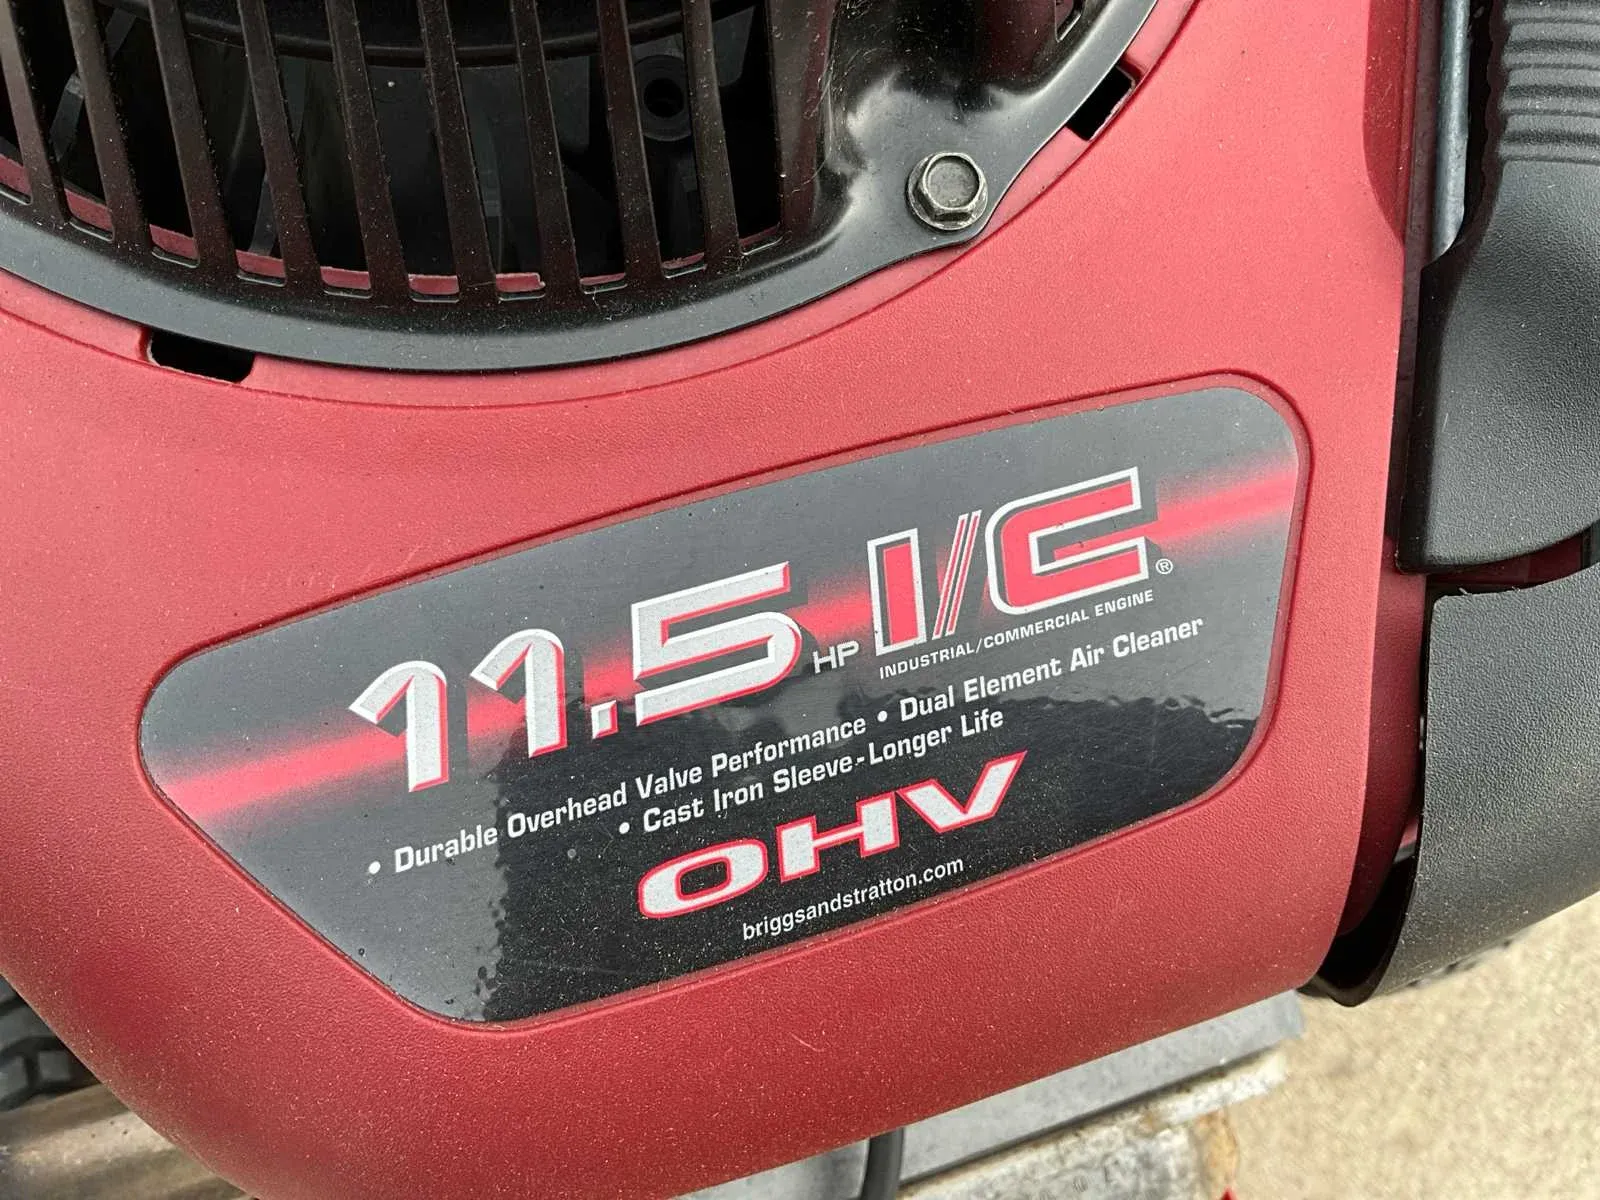 11.5 HP I/C®
INDUSTRIAL/COMMERCIAL ENGINE
• Durable Overhead Valve Performance • Dual Element Air Cleaner
• Cast Iron Sleeve-Longer Life
OHV
briggsandstratton.com